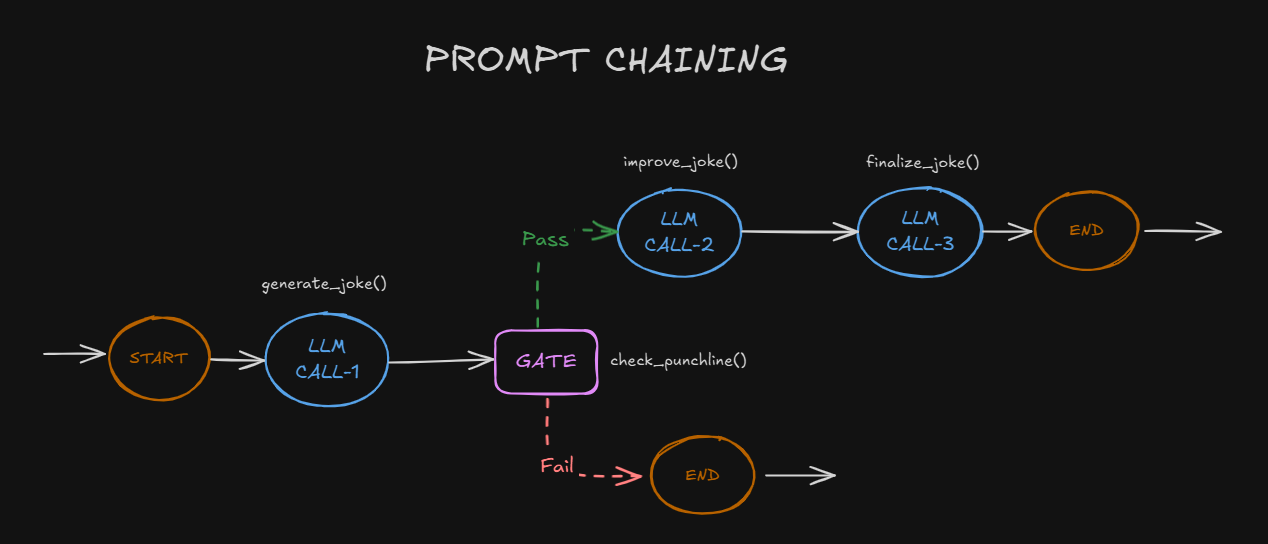 PROMPT CHAINING
improve_joke()
finalize_joke()
LLM
CALL-2
LLM
CALL-3
END
Pass
generate_joke()
START
LLM
CALL-1
GATE
check_punchline()
Fail
END